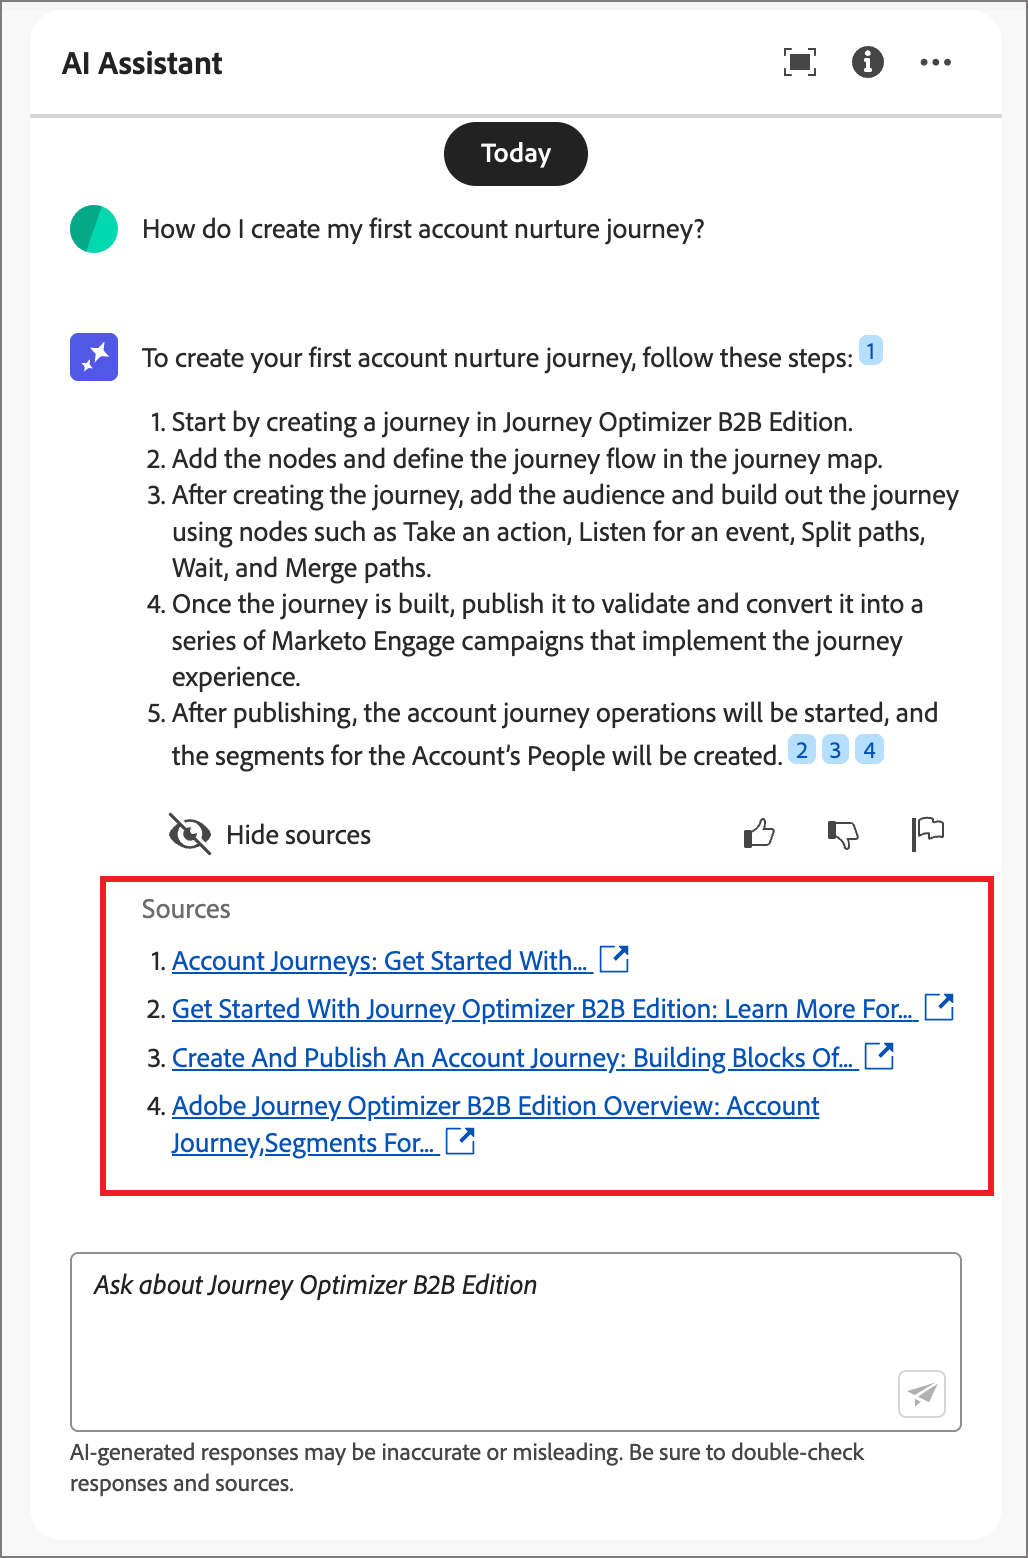 AI Assistant
Today
How do I create my first account nurture journey?
To create your first account nurture journey, follow these steps: 1
1. Start by creating a journey in Journey Optimizer B2B Edition.
2. Add the nodes and define the journey flow in the journey map.
3. After creating the journey, add the audience and build out the journey
using nodes such as Take an action, Listen for an event, Split paths,
Wait, and Merge paths.
4. Once the journey is built, publish it to validate and convert it into a
series of Marketo Engage campaigns that implement the journey
experience.
5. After publishing, the account journey operations will be started, and
the segments for the Account’s People will be created. 2 3 4
Hide sources
Sources
1. Account Journeys: Get Started With...
2. Get Started With Journey Optimizer B2B Edition: Learn More For...
3. Create And Publish An Account Journey: Building Blocks Of...
4. Adobe Journey Optimizer B2B Edition Overview: Account
Journey,Segments For...
Ask about Journey Optimizer B2B Edition
AI-generated responses may be inaccurate or misleading. Be sure to double-check
responses and sources.